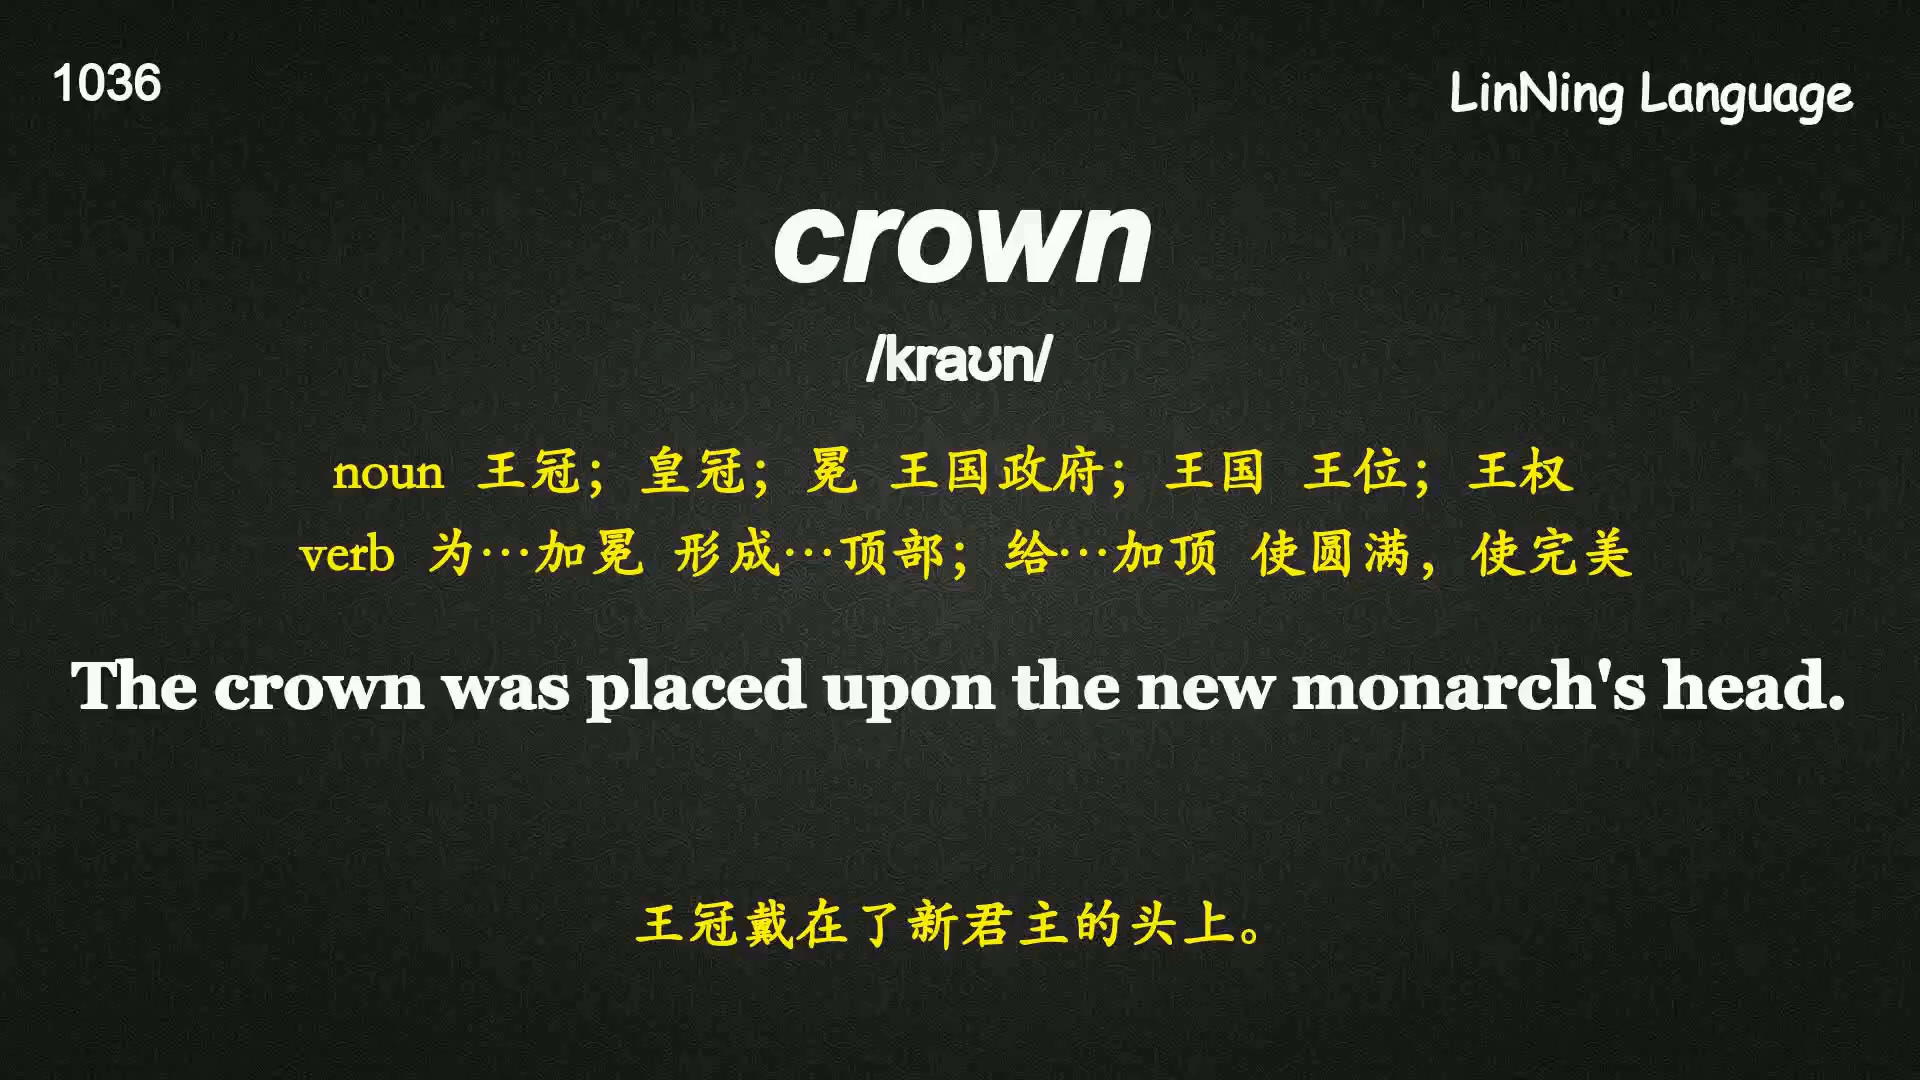 1036
LinNing Language
crown
/kraʊn/
noun 王冠；皇冠；冕 王国政府；王国 王位；王权
verb 为…加冕 形成…顶部；给…加顶 使圆满，使完美
The crown was placed upon the new monarch's head.
王冠戴在了新君主的头上。